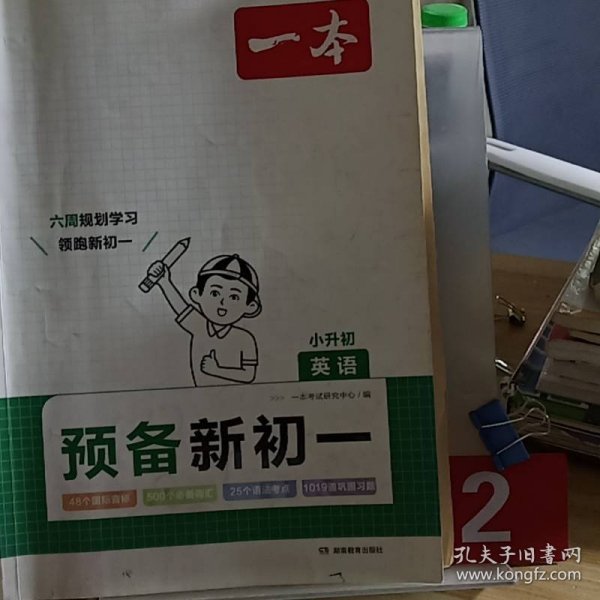 一本
六周规划学习
领跑新初一
小升初
英语
>>> 一本考试研究中心/编
预备新初一
48个国际音标
500个必备词汇
25个语法考点
1019道巩固习题
湖南教育出版社
2
孔夫子旧书网
www.kongfz.com